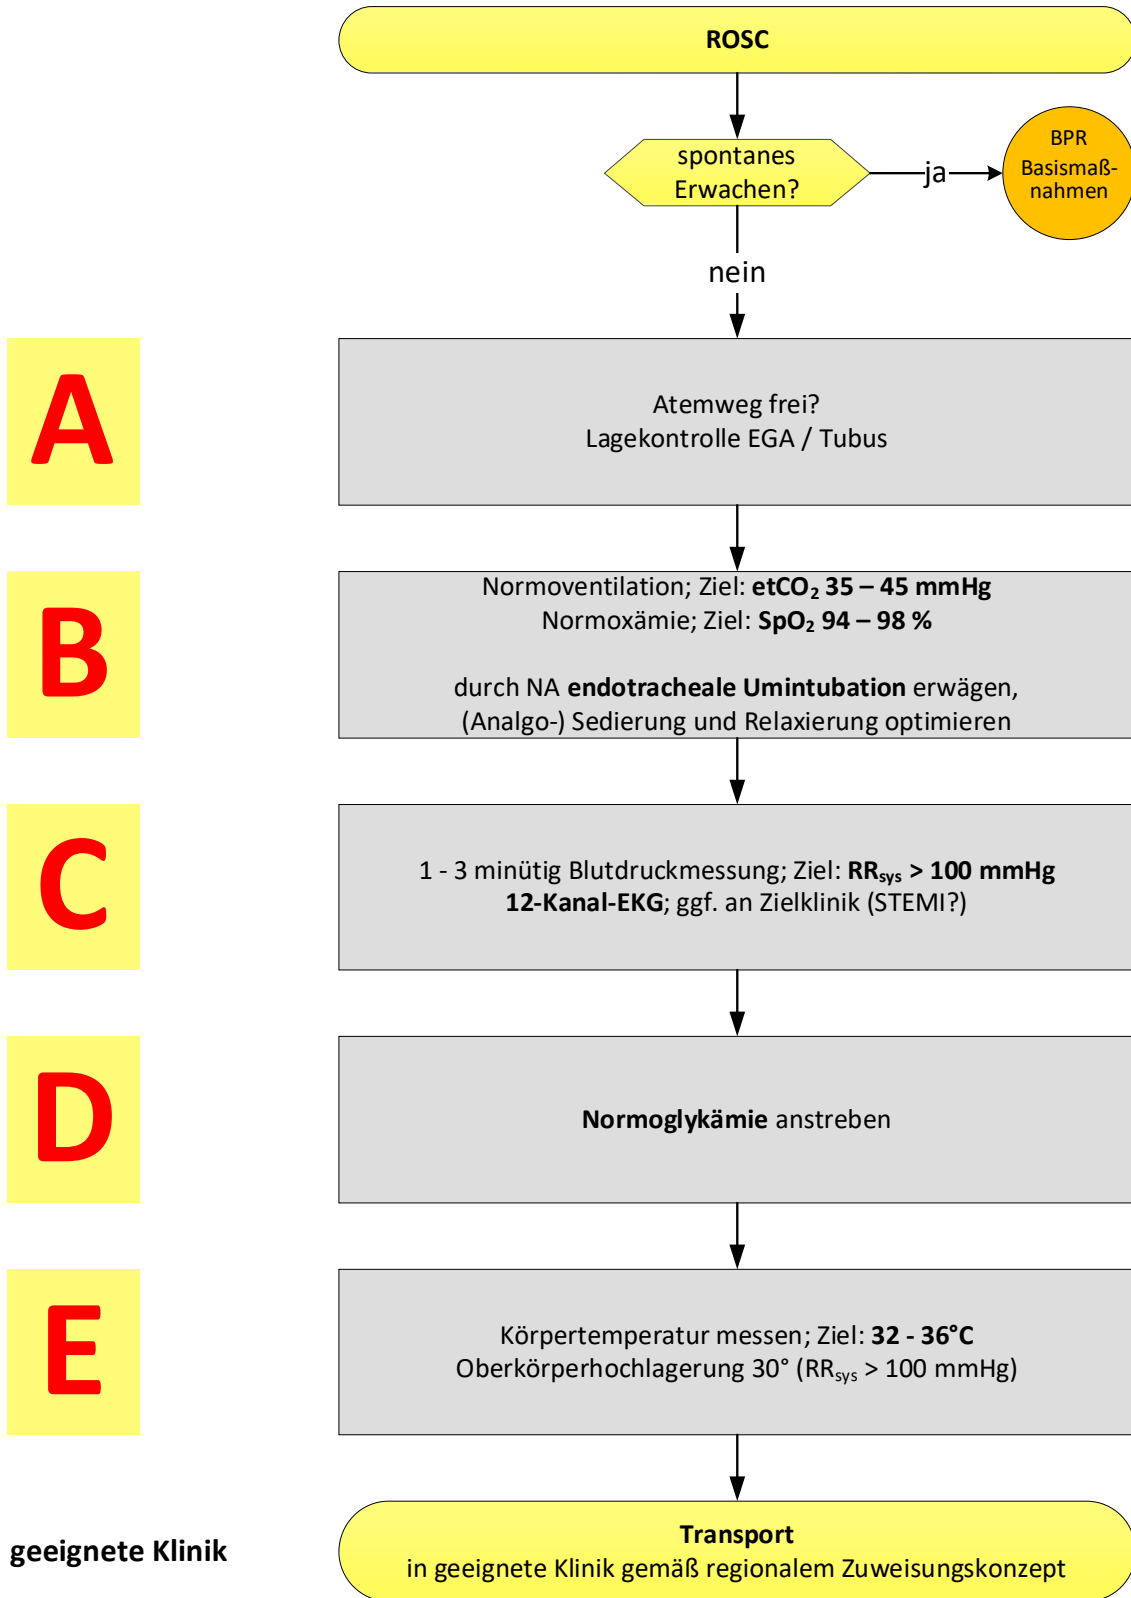 ROSC
spontanes
Erwachen?
ja
BPR
Basismaß-
nahmen
nein
A
Atemweg frei?
Lagekontrolle EGA / Tubus
B
Normoventilation; Ziel: etCO₂ 35 – 45 mmHg
Normoxämie; Ziel: SpO₂ 94 – 98 %
durch NA endotracheale Umintubation erwägen,
(Analgo-) Sedierung und Relaxierung optimieren
C
1 - 3 minütig Blutdruckmessung; Ziel: RRsys > 100 mmHg
12-Kanal-EKG; ggf. an Zielklinik (STEMI?)
D
Normoglykämie anstreben
E
Körpertemperatur messen; Ziel: 32 - 36°C
Oberkörperhochlagerung 30° (RRsys > 100 mmHg)
geeignete Klinik
Transport
in geeignete Klinik gemäß regionalem Zuweisungskonzept